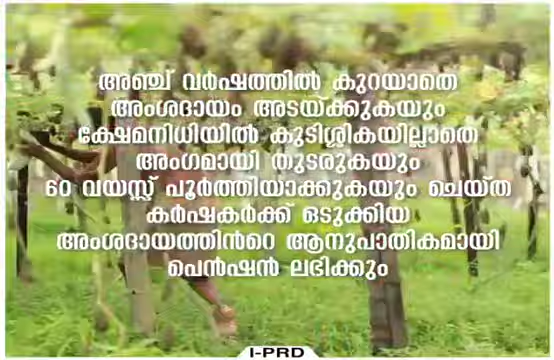 അഞ്ച് വർഷത്തിൽ കുറയാതെ
അംശദായം അടയ്ക്കുകയും
ക്ഷേമനിധിയിൽ കുടിശ്ശികയില്ലാതെ
അംഗമായി തുടരുകയും
60 വയസ്സ് പൂർത്തിയാക്കുകയും ചെയ്ത
കർഷകർക്ക് ഒടുക്കിയ
അംശദായത്തിൻറെ ആനുപാതികമായി
പെൻഷൻ ലഭിക്കും
I-PRD